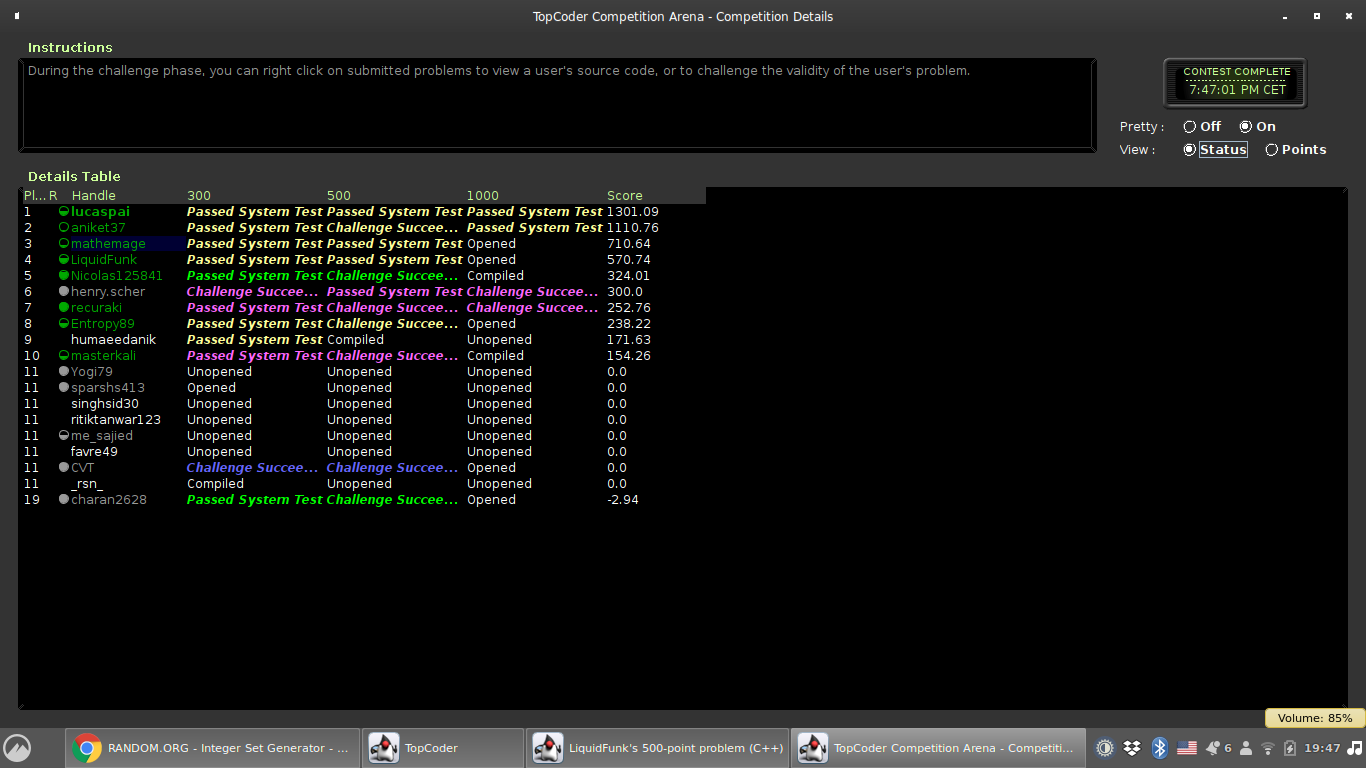 TopCoder Competition Arena - Competition Details
Instructions
During the challenge phase, you can right click on submitted problems to view a user's source code, or to challenge the validity of the user's problem.
CONTEST COMPLETE
7:47:01 PM CET
Pretty : Off On
View : Status Points
Details Table
Pl... R Handle 300 500 1000 Score
1 lucaspai Passed System Test Passed System Test Passed System Test 1301.09
2 aniket37 Passed System Test Challenge Succee... Passed System Test 1110.76
3 mathemage Passed System Test Passed System Test Opened 710.64
4 LiquidFunk Passed System Test Passed System Test Opened 570.74
5 Nicolas125841 Passed System Test Challenge Succee... Compiled 324.01
6 henry.scher Challenge Succee... Passed System Test Challenge Succee... 300.0
7 recuraki Passed System Test Challenge Succee... Challenge Succee... 252.76
8 Entropy89 Passed System Test Challenge Succee... Opened 238.22
9 humaeedanik Passed System Test Compiled Unopened 171.63
10 masterkali Passed System Test Challenge Succee... Compiled 154.26
11 Yogi79 Unopened Unopened Unopened 0.0
11 sparshs413 Opened Unopened Unopened 0.0
11 singhsid30 Unopened Unopened Unopened 0.0
11 ritiktanwar123 Unopened Unopened Unopened 0.0
11 me_sajied Unopened Unopened Unopened 0.0
11 favre49 Unopened Unopened Unopened 0.0
11 CVT Challenge Succee... Challenge Succee... Opened 0.0
11 _rsn_ Compiled Unopened Unopened 0.0
19 charan2628 Passed System Test Challenge Succee... Opened -2.94
Volume: 85%
RANDOM.ORG - Integer Set Generator - ... TopCoder LiquidFunk's 500-point problem (C++) TopCoder Competition Arena - Competiti... 6 19:47